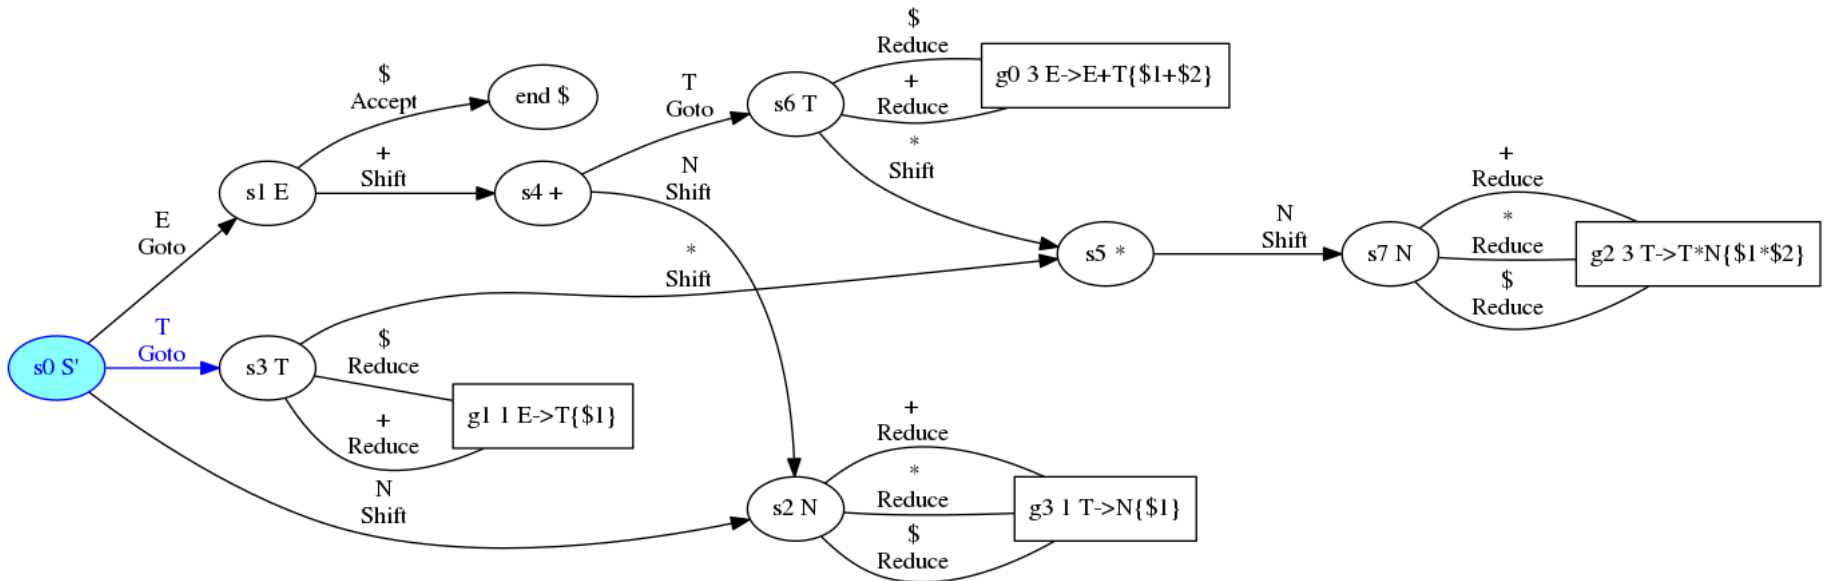 $
Reduce
g0 3 E->E+T{$1+$2}
+
Reduce
s6 T
T
Goto
$
Accept
end $
*
Shift
N
Shift
+
Shift
s1 E
s4 +
+
Reduce
*
Reduce
$
Reduce
s7 N
g2 3 T->T*N{$1*$2}
N
Shift
s5 *
E
Goto
*
Shift
T
Goto
s0 S'
s3 T
$
Reduce
g1 1 E->T{$1}
+
Reduce
N
Shift
+
Reduce
*
Reduce
s2 N
g3 1 T->N{$1}
$
Reduce